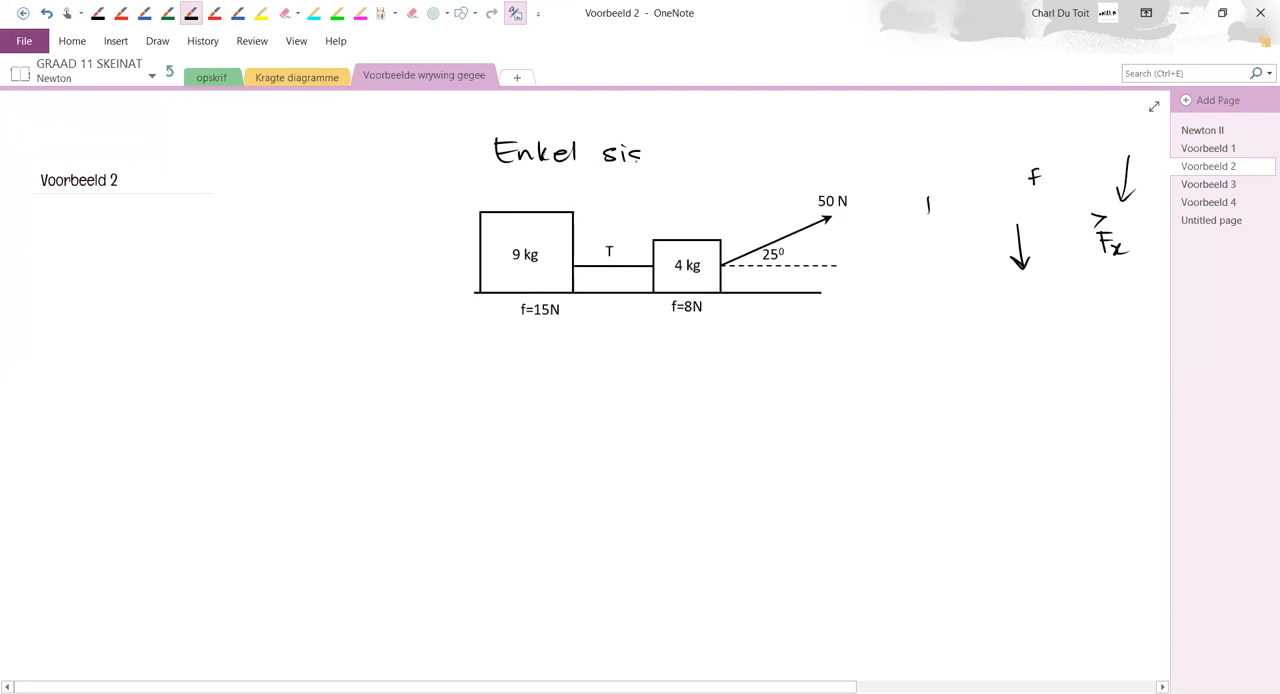 Voorbeeld 2 - OneNote
Charl Du Toit
File Home Insert Draw History Review View Help
GRAAD 11 SKEINAT
Newton
opskrif
Kragte diagramme
Voorbeelde wrywing gegee
+
Search (Ctrl+E)
Add Page
Newton II
Voorbeeld 1
Voorbeeld 2
Voorbeeld 3
Voorbeeld 4
Untitled page
Voorbeeld 2
Enkel sis
50 N
9 kg
T
4 kg
25⁰
f=15N
f=8N
f
>
Fx